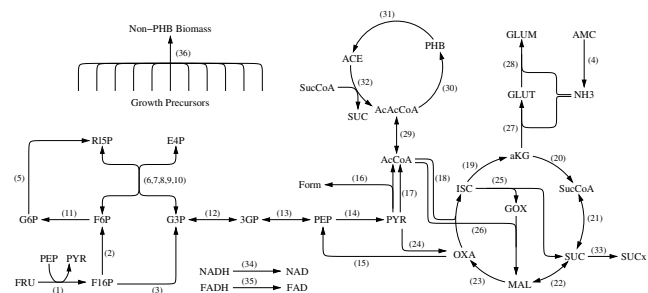 Non-PHB Biomass
(36)
Growth Precursors
(31)
ACE
PHB
(32)
SucCoA
SUC
AcAcCoA
(30)
(29)
AcCoA
GLUM
AMC
(28)
(4)
GLUT
NH3
(27)
aKG
RI5P
E4P
(5)
(6,7,8,9,10)
G6P
(11)
F6P
G3P
(12)
3GP
(13)
PEP
(14)
PYR
(16)
Form
(17)
(18)
(19)
(20)
ISC
(25)
SucCoA
GOX
(26)
(21)
(24)
OXA
(15)
SUC
(33)
SUCx
(23)
MAL
(22)
(2)
PEP
PYR
FRU
(1)
F16P
(3)
NADH
(34)
NAD
FADH
(35)
FAD